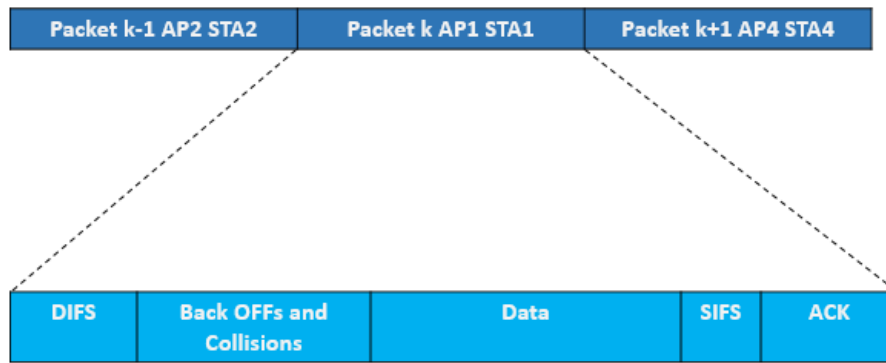 Packet k-1 AP2 STA2
Packet k AP1 STA1
Packet k+1 AP4 STA4
DIFS
Back OFFs and
Collisions
Data
SIFS
ACK